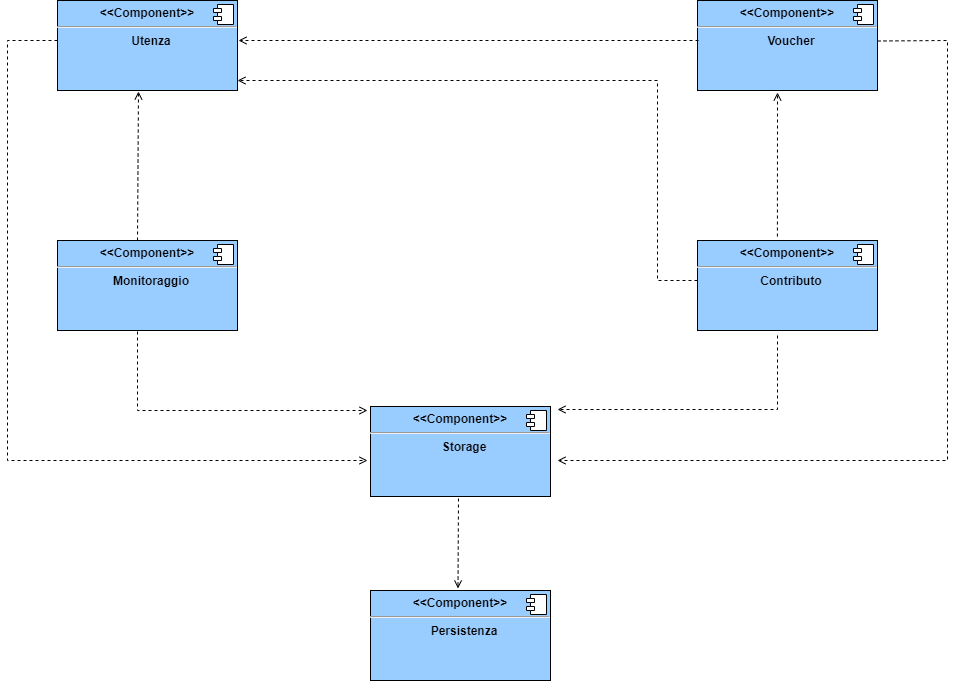 <<Component>>
Utenza
<<Component>>
Voucher
<<Component>>
Monitoraggio
<<Component>>
Contributo
<<Component>>
Storage
<<Component>>
Persistenza